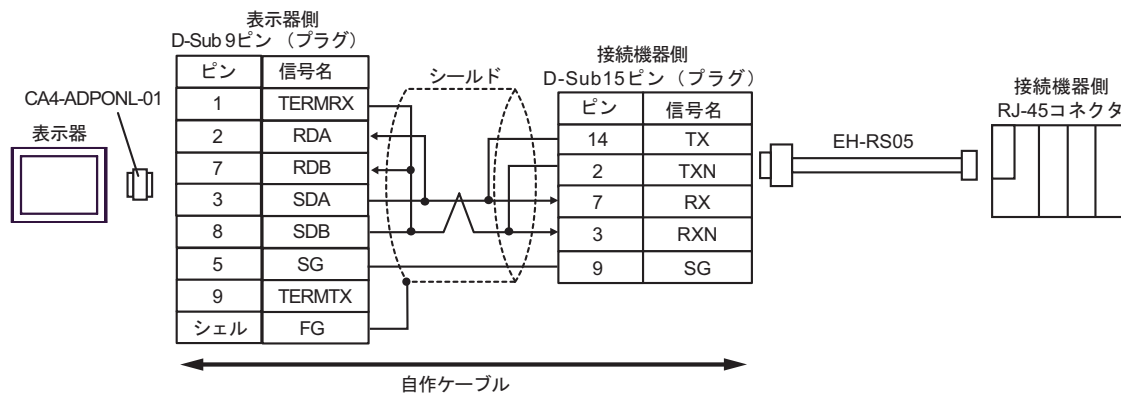 表示器側
D-Sub 9ピン （プラグ）
ピン 信号名
1 TERMRX
2 RDA
7 RDB
3 SDA
8 SDB
5 SG
9 TERMTX
シェル FG
CA4-ADPONL-01
表示器
シールド
接続機器側
D-Sub15ピン（プラグ）
ピン 信号名
14 TX
2 TXN
7 RX
3 RXN
9 SG
EH-RS05
接続機器側
RJ-45コネクタ
自作ケーブル